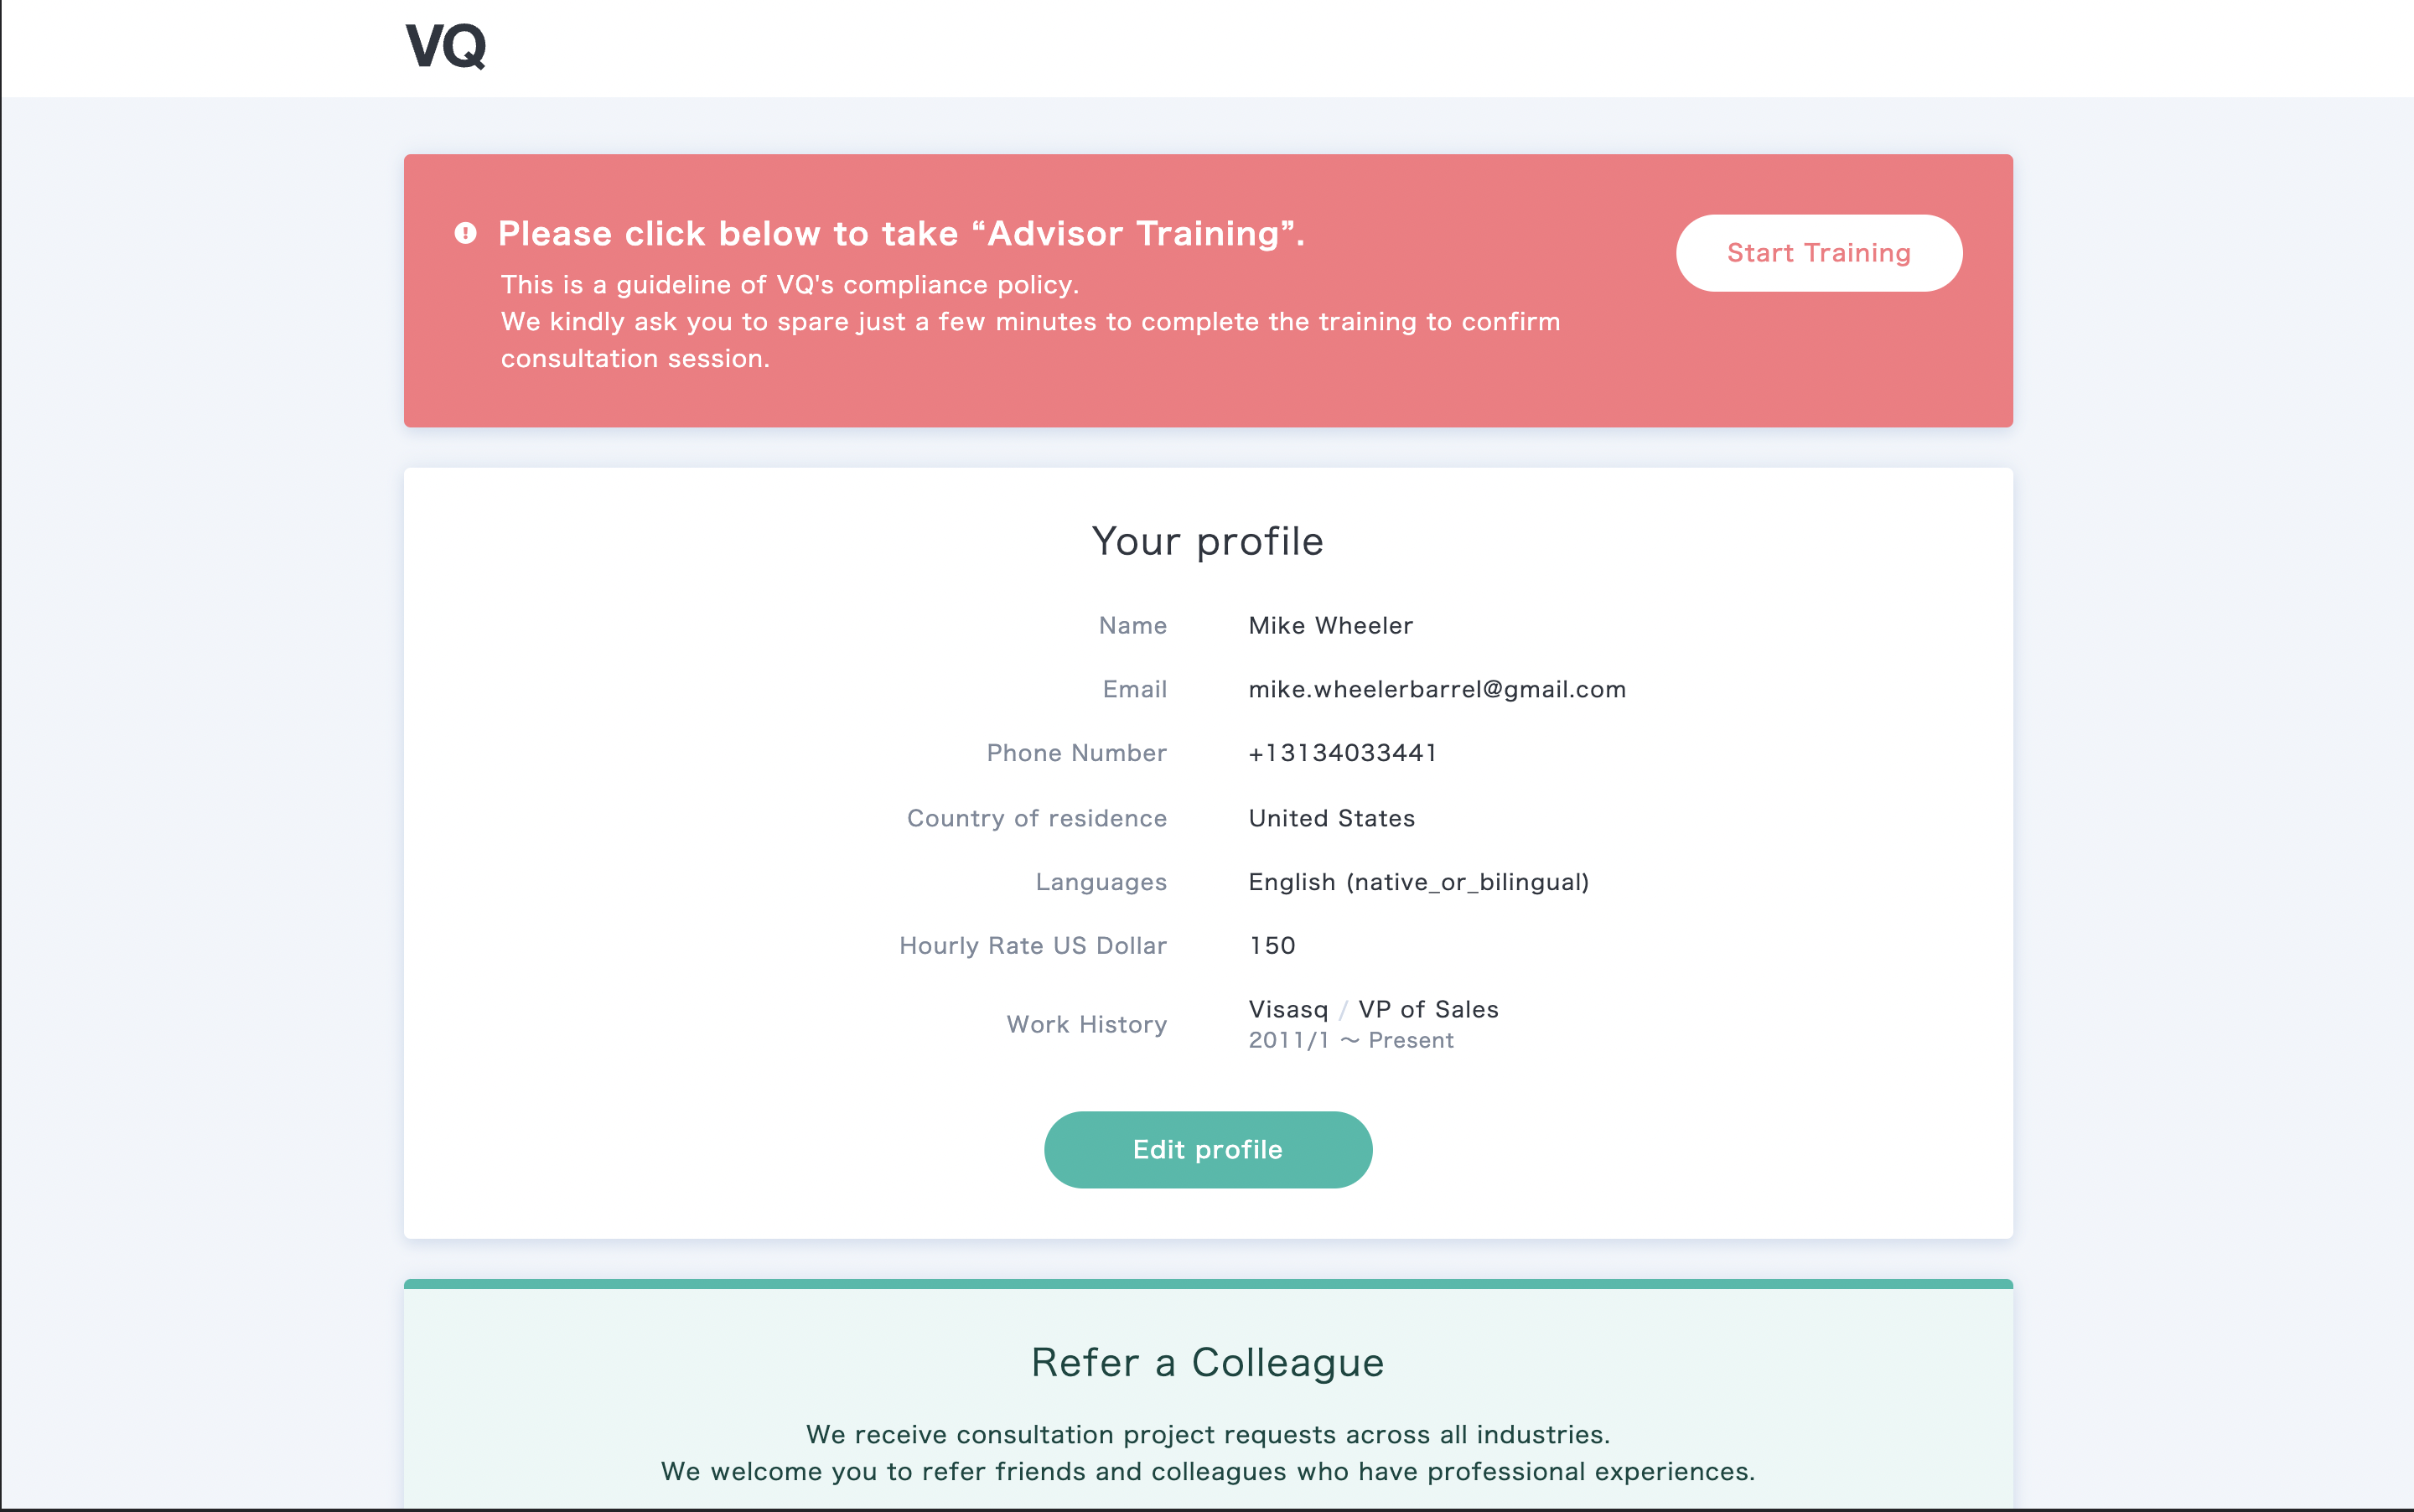 VQ
Please click below to take “Advisor Training”.
Start Training
This is a guideline of VQ's compliance policy.
We kindly ask you to spare just a few minutes to complete the training to confirm
consultation session.
Your profile
Name Mike Wheeler
Email mike.wheelerbarrel@gmail.com
Phone Number +13134033441
Country of residence United States
Languages English (native_or_bilingual)
Hourly Rate US Dollar 150
Work History Visasq / VP of Sales
2011/1 〜 Present
Edit profile
Refer a Colleague
We receive consultation project requests across all industries.
We welcome you to refer friends and colleagues who have professional experiences.